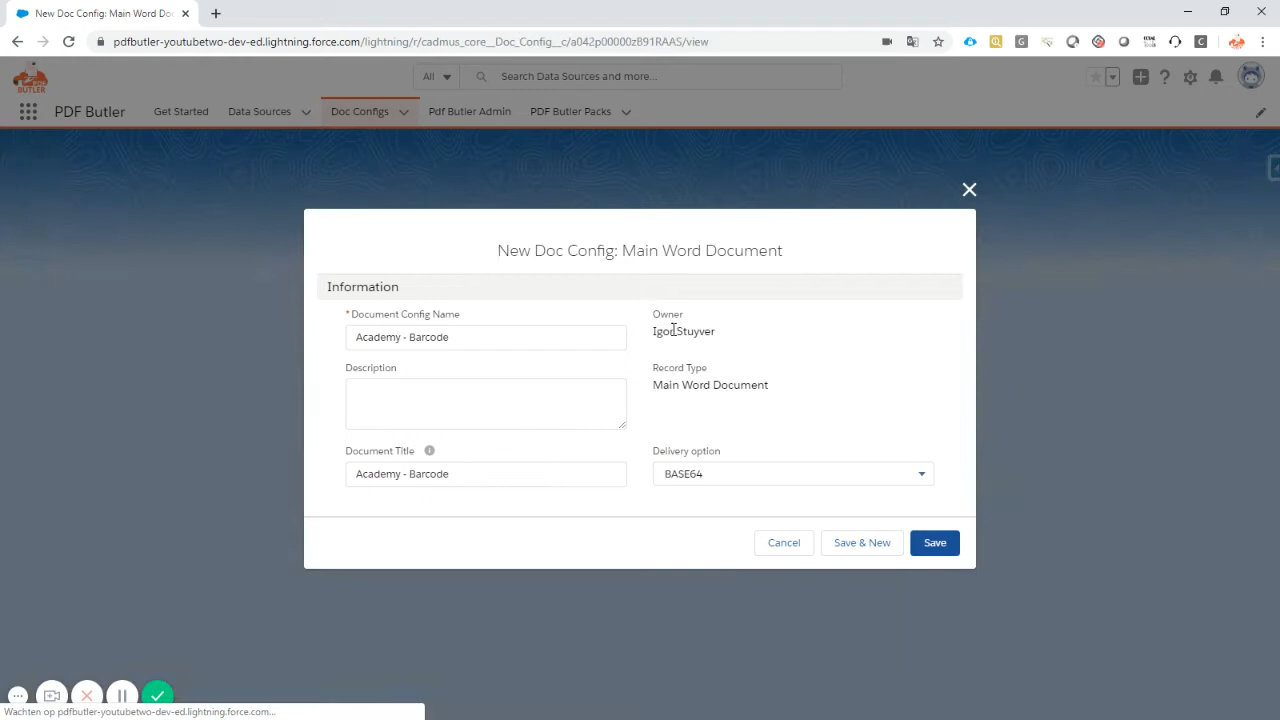 New Doc Config: Main Word Doc
pdfbutler-youtubetwo-dev-ed.lightning.force.com/lightning/r/cadmus_core__Doc_Config__c/a042p00000zB91RAAS/view
BUTLER
All
Search Data Sources and more...
PDF Butler
Get Started
Data Sources
Doc Configs
Pdf Butler Admin
PDF Butler Packs
New Doc Config: Main Word Document
Information
* Document Config Name
Academy - Barcode
Owner
Igor Stuyver
Description
Record Type
Main Word Document
Document Title
Academy - Barcode
Delivery option
BASE64
Cancel
Save & New
Save
Wachten op pdfbutler-youtubetwo-dev-ed.lightning.force.com...